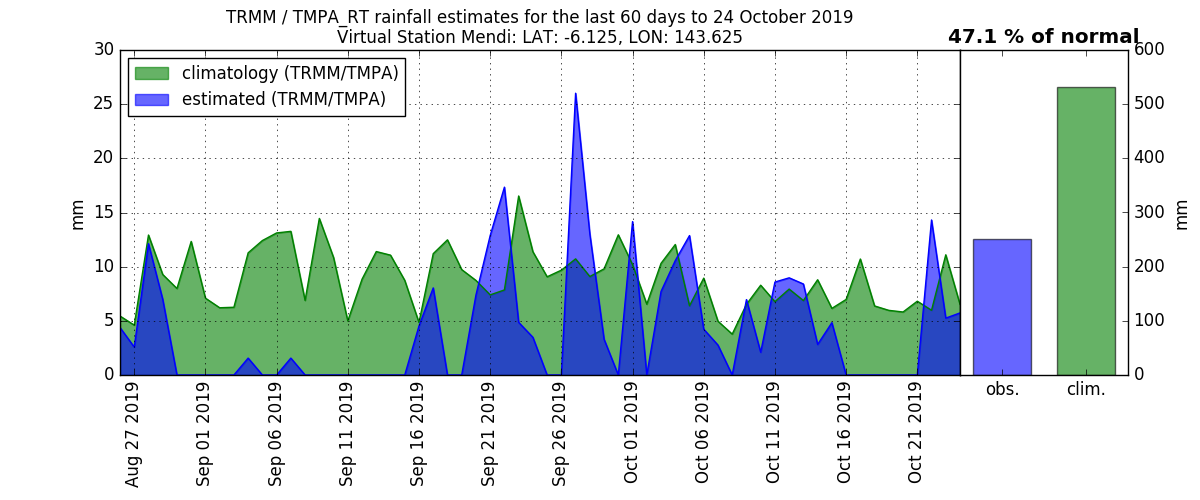 TRMM / TMPA_RT rainfall estimates for the last 60 days to 24 October 2019
Virtual Station Mendi: LAT: -6.125, LON: 143.625
47.1 % of normal
climatology (TRMM/TMPA)
estimated (TRMM/TMPA)
30
25
20
15
10
5
0
mm
Aug 27 2019
Sep 01 2019
Sep 06 2019
Sep 11 2019
Sep 16 2019
Sep 21 2019
Sep 26 2019
Oct 01 2019
Oct 06 2019
Oct 11 2019
Oct 16 2019
Oct 21 2019
obs.
clim.
600
500
400
300
200
100
0
mm